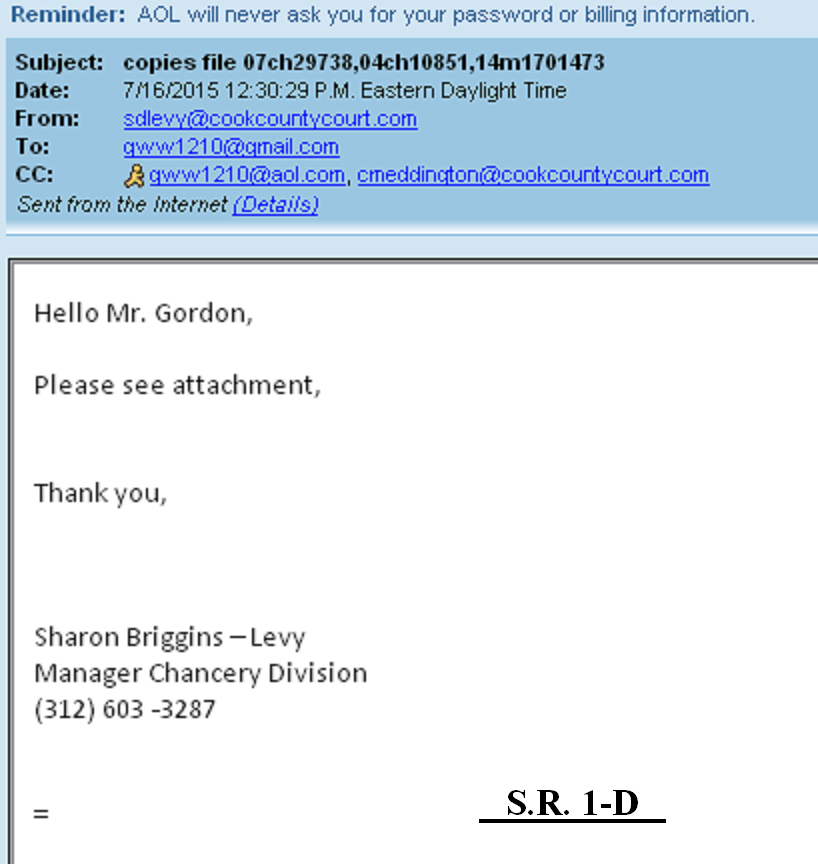 Reminder: AOL will never ask you for your password or billing information.
Subject: copies file 07ch29738,04ch10851,14m1701473
Date: 7/16/2015 12:30:29 P.M. Eastern Daylight Time
From: sdlevy@cookcountycourt.com
To: gww1210@gmail.com
CC: gww1210@aol.com, cmeddington@cookcountycourt.com
Sent from the Internet (Details)
Hello Mr. Gordon,
Please see attachment,
Thank you,
Sharon Briggins – Levy
Manager Chancery Division
(312) 603 -3287
=
S.R. 1-D